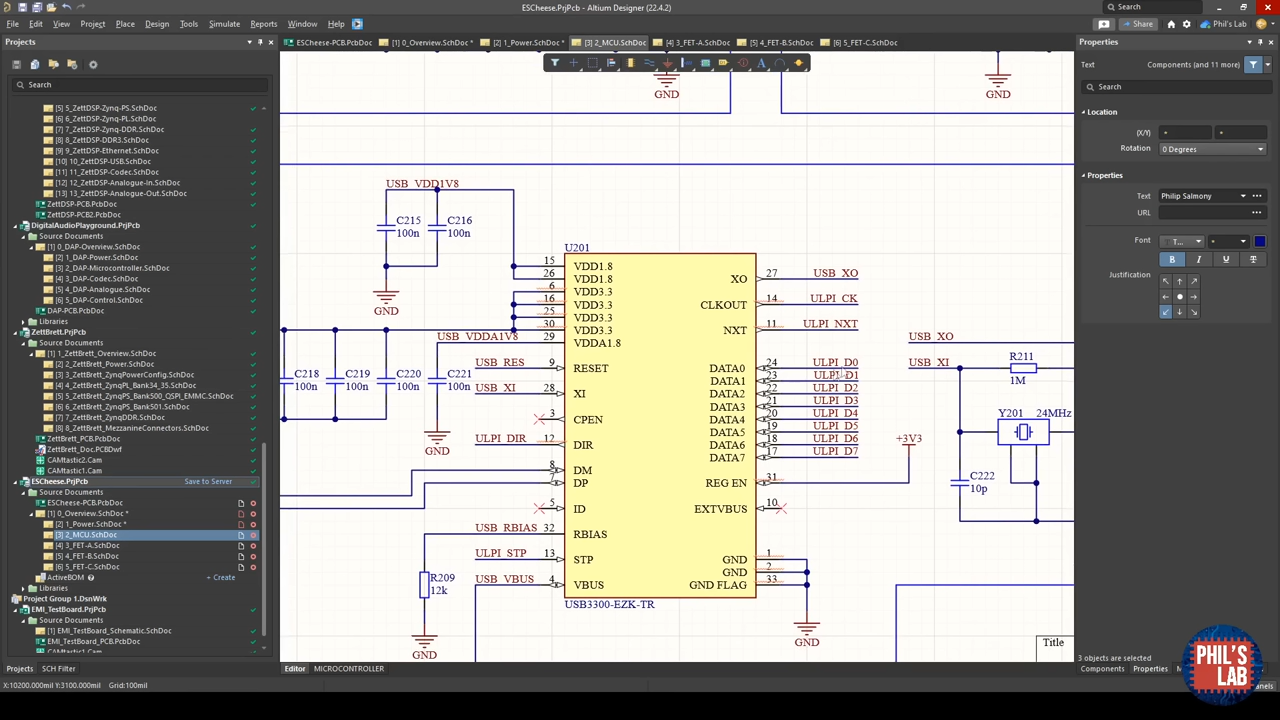 ESCheese.PrjPcb - Altium Designer (22.4.2)
Search
File Edit View Project Place Design Tools Simulate Reports Window Help
Share
Phil's Lab
Projects
ESCheese-PCB.PcbDoc
[1] 0_Overview.SchDoc *
[2] 1_Power.SchDoc *
[3] 2_MCU.SchDoc
[4] 3_FET-A.SchDoc
[5] 4_FET-B.SchDoc
[6] 5_FET-C.SchDoc
Search
[5] 5_ZettDSP-Zynq-PS.SchDoc
[6] 6_ZettDSP-Zynq-PL.SchDoc
[7] 7_ZettDSP-Zynq-DDR.SchDoc
[8] 8_ZettDSP-DDR3.SchDoc
[9] 9_ZettDSP-Ethernet.SchDoc
[10] 10_ZettDSP-USB.SchDoc
[11] 11_ZettDSP-Codec.SchDoc
[12] 12_ZettDSP-Analogue-In.SchDoc
[13] 13_ZettDSP-Analogue-Out.SchDoc
ZettDSP-PCB.PcbDoc
ZettDSP-PCB2.PcbDoc
DigitalAudioPlayground.PrjPcb
Source Documents
[1] 0_DAP-Overview.SchDoc
[2] 1_DAP-Power.SchDoc
[3] 2_DAP-Microcontroller.SchDoc
[4] 3_DAP-Codec.SchDoc
[5] 4_DAP-Analogue.SchDoc
[6] 5_DAP-Control.SchDoc
DAP-PCB.PcbDoc
Libraries
ZettBrett.PrjPcb
Source Documents
[1] 1_ZettBrett_Overview.SchDoc
[2] 2_ZettBrett_Power.SchDoc
[3] 3_ZettBrett_ZynqPowerConfig.SchDoc
[4] 4_ZettBrett_ZynqPL_Bank34_35.SchDoc
[5] 5_ZettBrett_ZynqPS_Bank500_QSPI_EMMC.SchDoc
[6] 6_ZettBrett_ZynqPS_Bank501.SchDoc
[7] 7_ZettBrett_ZynqDDR.SchDoc
[8] 8_ZettBrett_MezzanineConnectors.SchDoc
ZettBrett_PCB.PcbDoc
ZettBrett_Doc.PCBDwf
CAMtastic2.Cam
CAMtastic1.Cam
ESCheese.PrjPcb
Save to Server
Source Documents
ESCheese-PCB.PcbDoc
[1] 0_Overview.SchDoc *
[2] 1_Power.SchDoc *
[3] 2_MCU.SchDoc
[4] 3_FET-A.SchDoc
[5] 4_FET-B.SchDoc
[6] 5_FET-C.SchDoc
ActiveBOM
+ Create
Libraries
Project Group 1.DsnWrk
EMI_TestBoard.PrjPcb
Source Documents
[1] EMI_TestBoard_Schematic.SchDoc
EMI_TestBoard_PCB.PcbDoc
CAMtastic1.Cam
Projects
SCH Filter
X:10200.000mil Y:3100.000mil Grid:100mil
GND
GND
USB_VDD1V8
C215
100n
C216
100n
GND
C218
100n
C219
100n
C220
100n
USB_VDDA1V8
C221
100n
GND
USB_RES
USB_XI
ULPI_DIR
USB_RBIAS
ULPI_STP
USB_VBUS
R209
12k
GND
U201
15 VDD1.8
26 VDD1.8
6 VDD3.3
16 VDD3.3
25 VDD3.3
30 VDD3.3
29 VDDA1.8
9 RESET
28 XI
3 CPEN
12 DIR
8 DM
7 DP
5 ID
32 RBIAS
13 STP
4 VBUS
XO 27 USB_XO
CLKOUT 14 ULPI_CK
NXT 11 ULPI_NXT
DATA0 24 ULPI_D0
DATA1 23 ULPI_D1
DATA2 22 ULPI_D2
DATA3 21 ULPI_D3
DATA4 20 ULPI_D4
DATA5 19 ULPI_D5
DATA6 18 ULPI_D6
DATA7 17 ULPI_D7
REG EN 31
EXTVBUS 10
GND 1
GND 2
GND FLAG 33
USB3300-EZK-TR
GND
+3V3
USB_XO
USB_XI
R211
1M
Y201 24MHz
C222
10p
Title
Editor
MICROCONTROLLER
Properties
Text
Components (and 11 more)
Search
Location
(X/Y)
Rotation
0 Degrees
Properties
Text
Philip Salmony
URL
Font
T...
B I U T
Justification
3 objects are selected
Components
Properties
PHIL'S
LAB